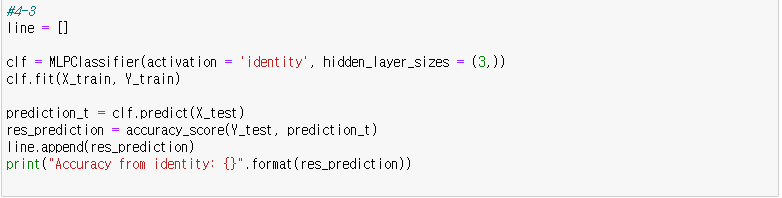 #4-3
line = []
clf = MLPClassifier(activation = 'identity', hidden_layer_sizes = (3,))
clf.fit(X_train, Y_train)
prediction_t = clf.predict(X_test)
res_prediction = accuracy_score(Y_test, prediction_t)
line.append(res_prediction)
print("Accuracy from identity: {}".format(res_prediction))